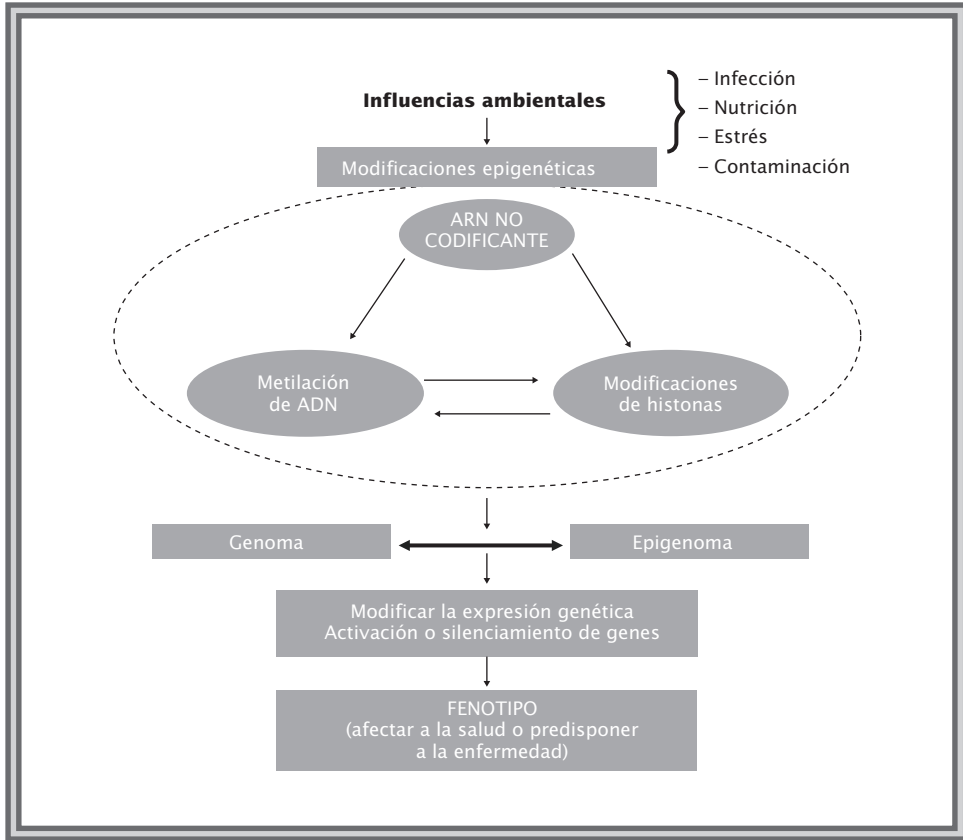 Influencias ambientales
– Infección
– Nutrición
– Estrés
– Contaminación
Modificaciones epigenéticas
ARN NO
CODIFICANTE
Metilación
de ADN
Modificaciones
de histonas
Genoma
Epigenoma
Modificar la expresión genética
Activación o silenciamiento de genes
FENOTIPO
(afectar a la salud o predisponer
a la enfermedad)